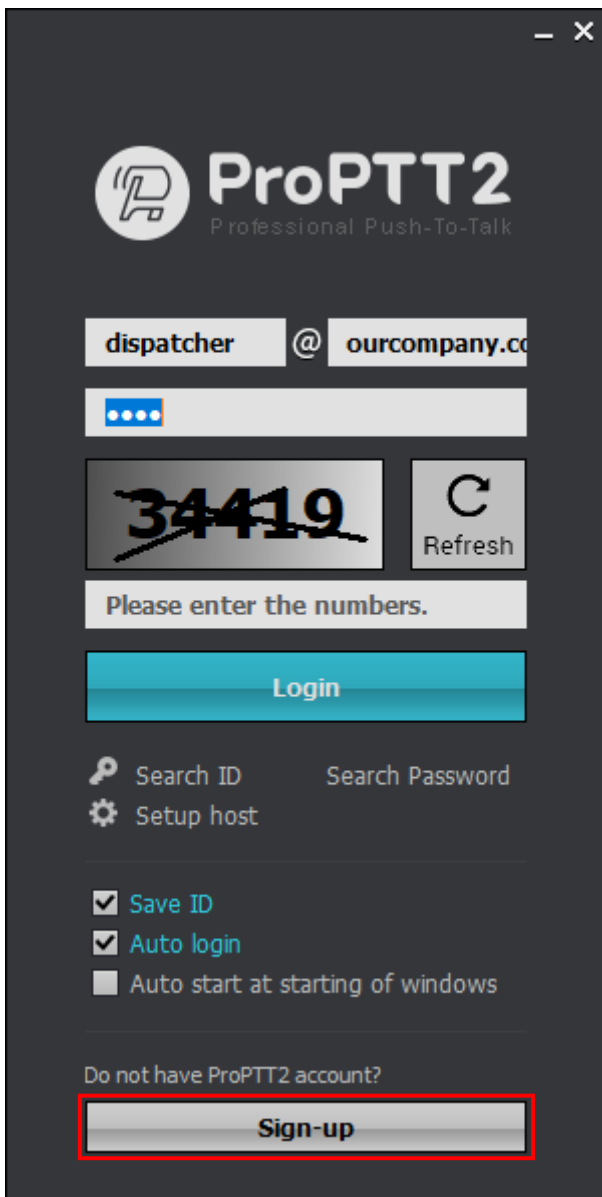 ProPTT2
Professional Push-To-Talk
dispatcher @ ourcompany.co
••••
34419
Refresh
Please enter the numbers.
Login
Search ID Search Password
Setup host
Save ID
Auto login
Auto start at starting of windows
Do not have ProPTT2 account?
Sign-up